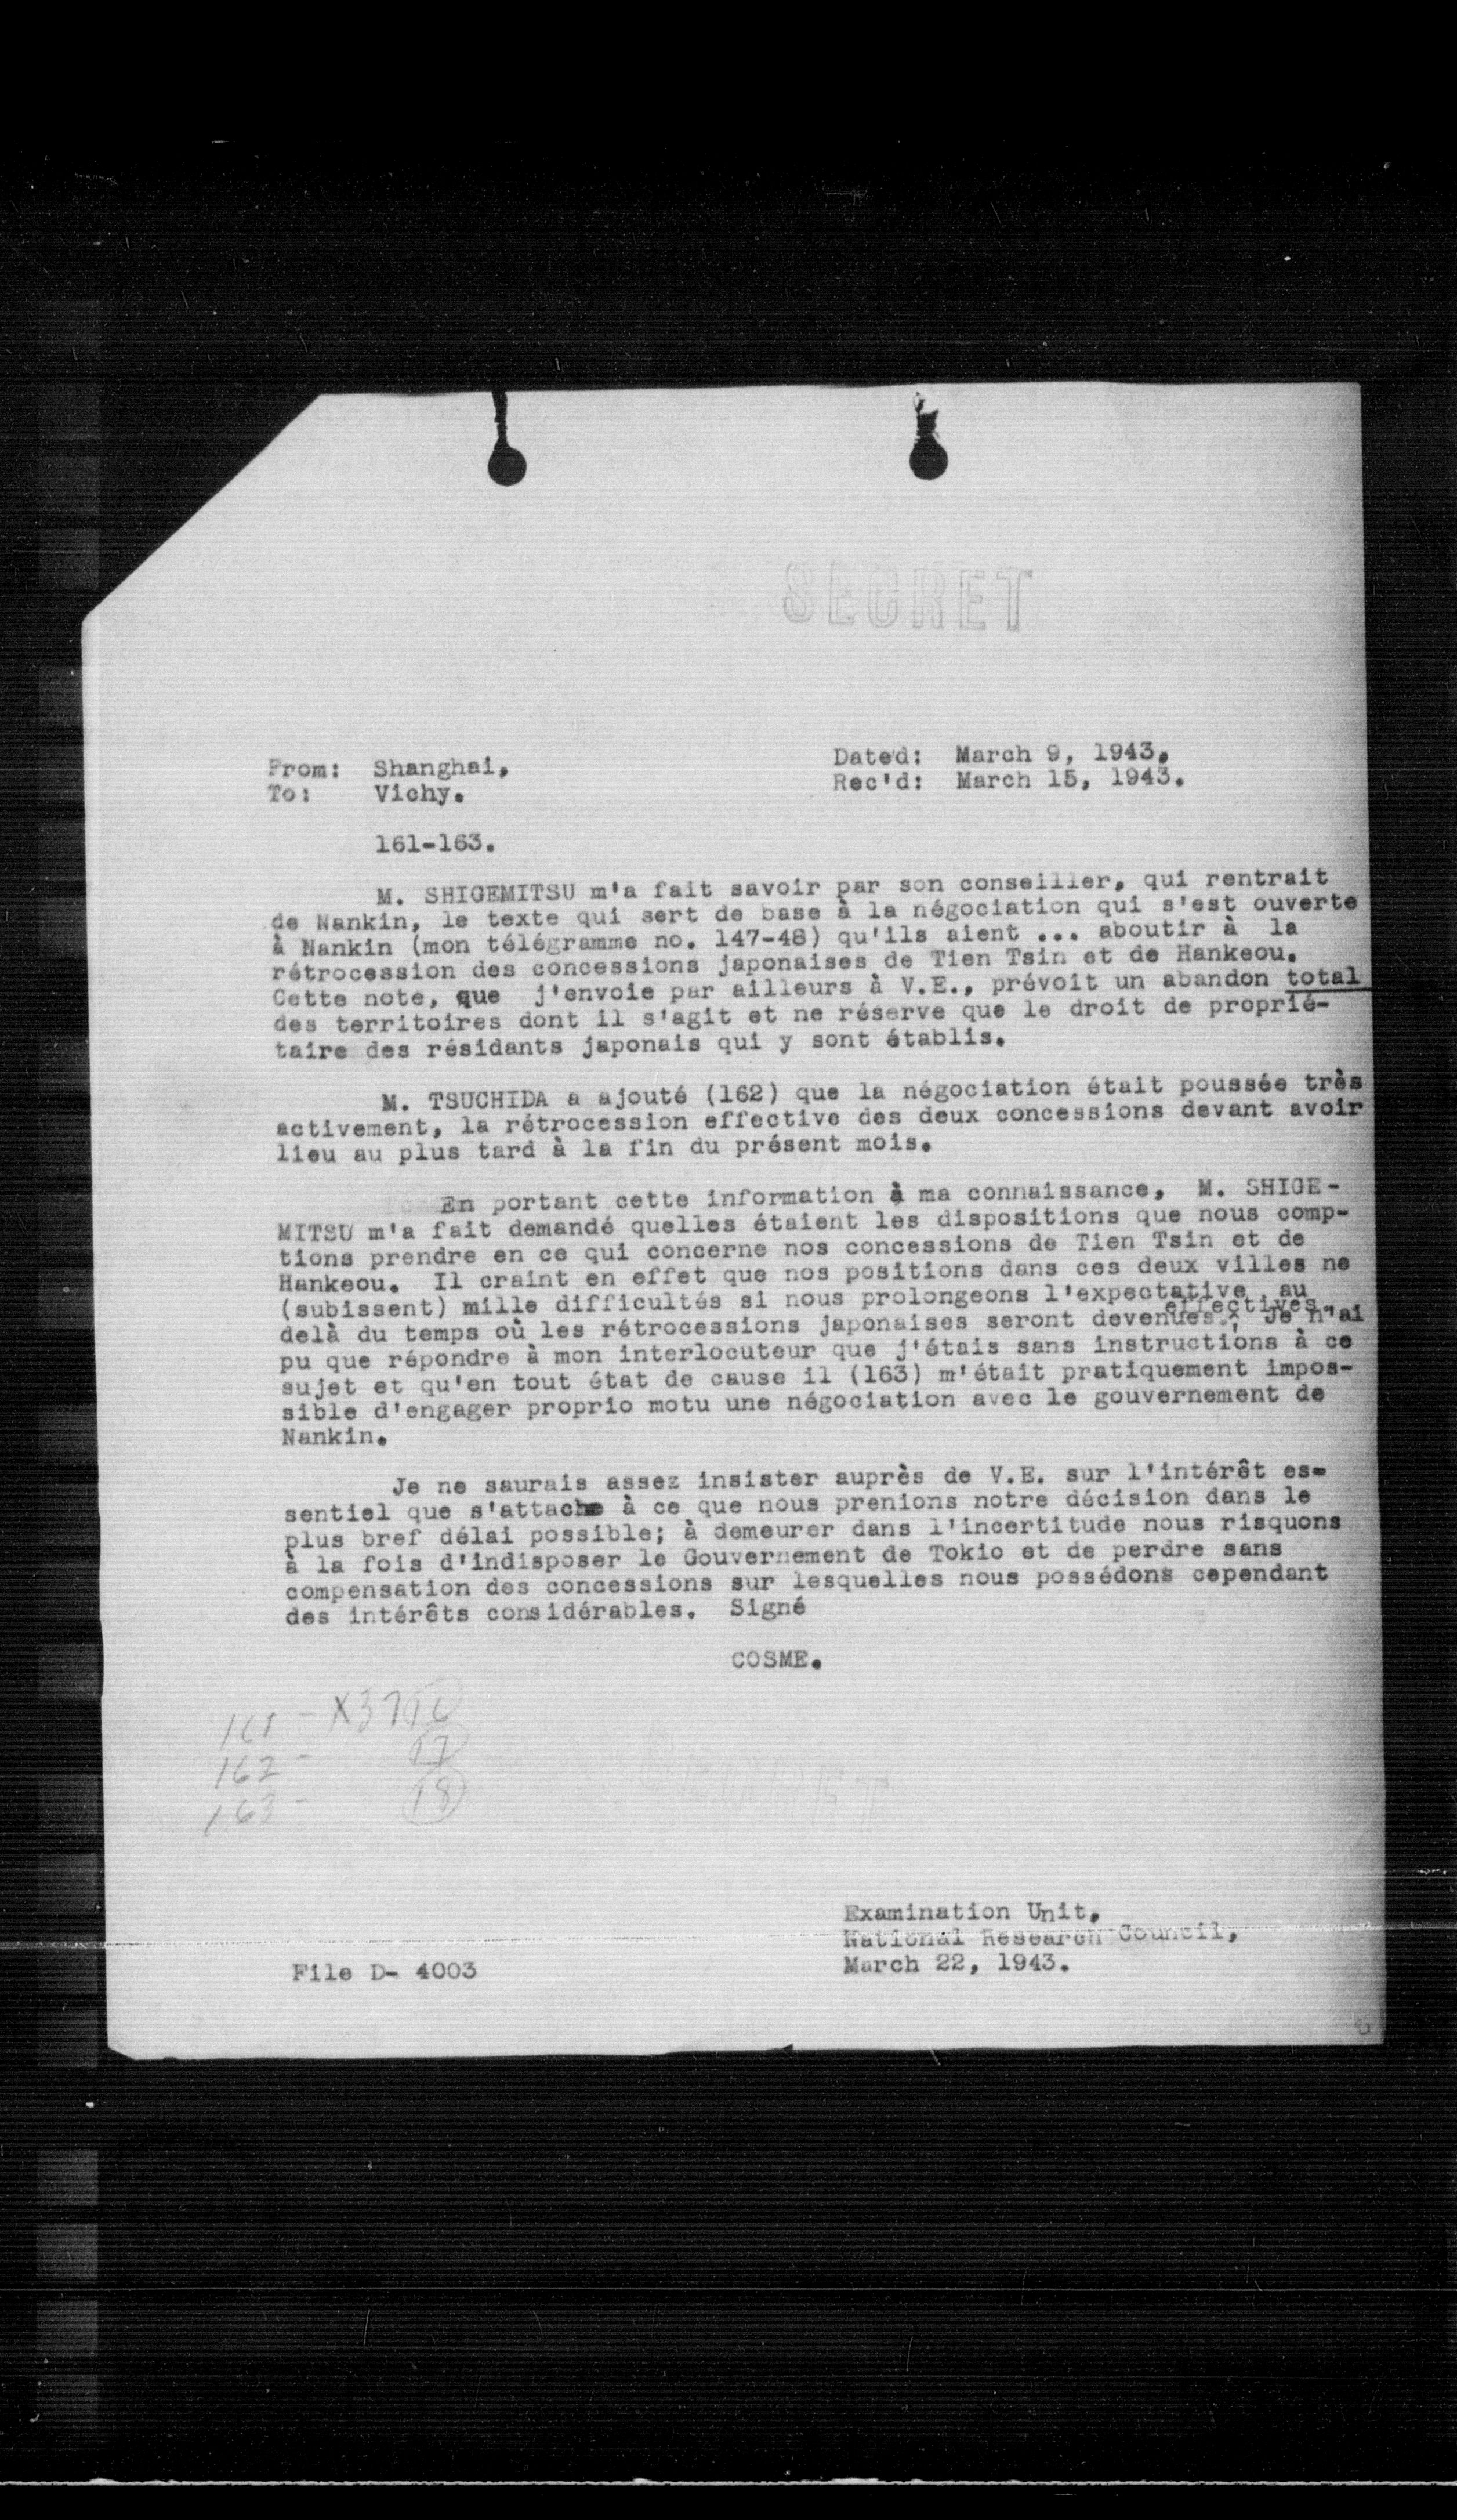 SECRET
From: Shanghai,
To: Vichy.
Dated: March 9, 1943.
Rec'd: March 15, 1943.
161-163.
M. SHIGEMITSU m'a fait savoir par son conseiller, qui rentrait
de Nankin, le texte qui sert de base à la négociation qui s'est ouverte
à Nankin (mon télégramme no. 147-48) qu'ils aient ... aboutir à la
rétrocession des concessions japonaises de Tien Tsin et de Hankeou.
Cette note, que j'envoie par ailleurs à V.E., prévoit un abandon total
des territoires dont il s'agit et ne réserve que le droit de proprié-
taire des résidants japonais qui y sont établis.
M. TSUCHIDA a ajouté (162) que la négociation était poussée très
activement, la rétrocession effective des deux concessions devant avoir
lieu au plus tard à la fin du présent mois.
En portant cette information à ma connaissance, M. SHIGE-
MITSU m'a fait demandé quelles étaient les dispositions que nous comp-
tions prendre en ce qui concerne nos concessions de Tien Tsin et de
Hankeou. Il craint en effet que nos positions dans ces deux villes ne
(subissent) mille difficultés si nous prolongeons l'expectative au
effectives.
delà du temps où les rétrocessions japonaises seront devenues. Je n'ai
pu que répondre à mon interlocuteur que j'étais sans instructions à ce
sujet et qu'en tout état de cause il (163) m'était pratiquement impos-
sible d'engager proprio motu une négociation avec le gouvernement de
Nankin.
Je ne saurais assez insister auprès de V.E. sur l'intérêt es-
sentiel que s'attache à ce que nous prenions notre décision dans le
plus bref délai possible; à demeurer dans l'incertitude nous risquons
à la fois d'indisposer le Gouvernement de Tokio et de perdre sans
compensation des concessions sur lesquelles nous possédons cependant
des intérêts considérables. Signé
COSME.
161 - X3716
162 - 17
163 - 18
SECRET
Examination Unit,
National Research Council,
March 22, 1943.
File D- 4003